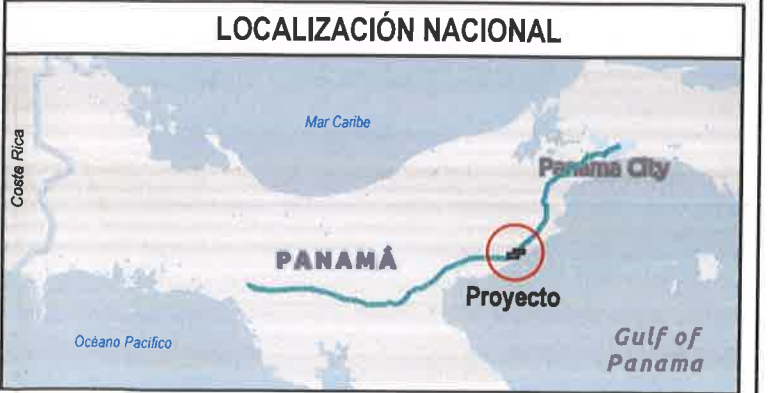 LOCALIZACIÓN NACIONAL
Mar Caribe
Costa Rica
Panama City
PANAMÁ
Proyecto
Océano Pacífico
Gulf of
Panama